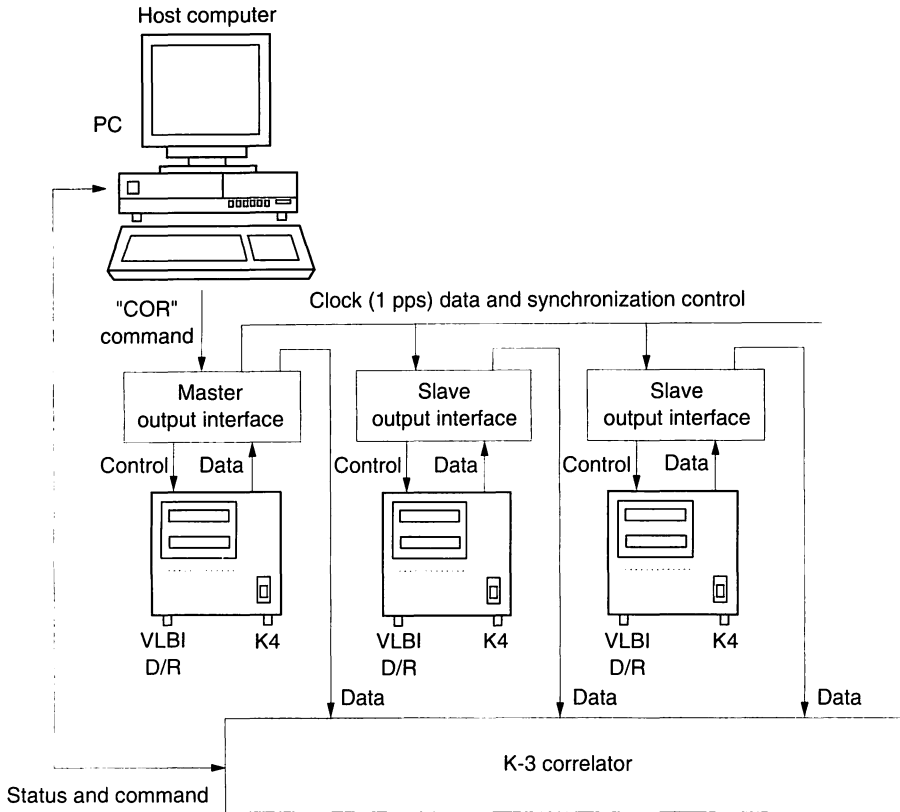 Host computer
PC
"COR"
command
Clock (1 pps) data and synchronization control
Master
output interface
Slave
output interface
Slave
output interface
Control
Data
Control
Data
Control
Data
VLBI
D/R
K4
VLBI
D/R
K4
VLBI
D/R
K4
Data
Data
Data
K-3 correlator
Status and command